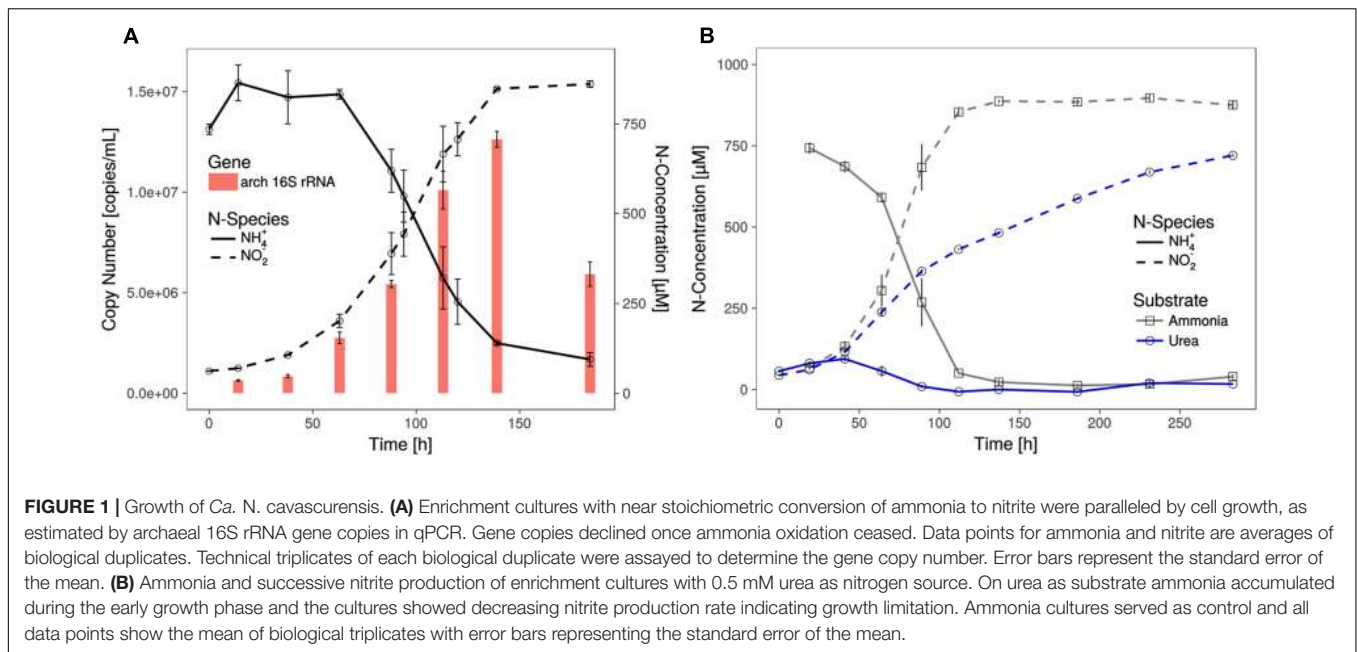 A
1.5e+07
1.0e+07
5.0e+06
0.0e+00
Copy Number [copies/mL]
Gene
arch 16S rRNA
N-Species
NH4+
NO2-
750
500
250
0
N-Concentration [µM]
0
50
100
150
Time [h]
B
1000
750
500
250
0
N-Concentration [µM]
N-Species
NH4+
NO2-
Substrate
Ammonia
Urea
0
50
100
150
200
250
Time [h]
FIGURE 1 | Growth of Ca. N. cavascurensis. (A) Enrichment cultures with near stoichiometric conversion of ammonia to nitrite were paralleled by cell growth, as
estimated by archaeal 16S rRNA gene copies in qPCR. Gene copies declined once ammonia oxidation ceased. Data points for ammonia and nitrite are averages of
biological duplicates. Technical triplicates of each biological duplicate were assayed to determine the gene copy number. Error bars represent the standard error of
the mean. (B) Ammonia and successive nitrite production of enrichment cultures with 0.5 mM urea as nitrogen source. On urea as substrate ammonia accumulated
during the early growth phase and the cultures showed decreasing nitrite production rate indicating growth limitation. Ammonia cultures served as control and all
data points show the mean of biological triplicates with error bars representing the standard error of the mean.